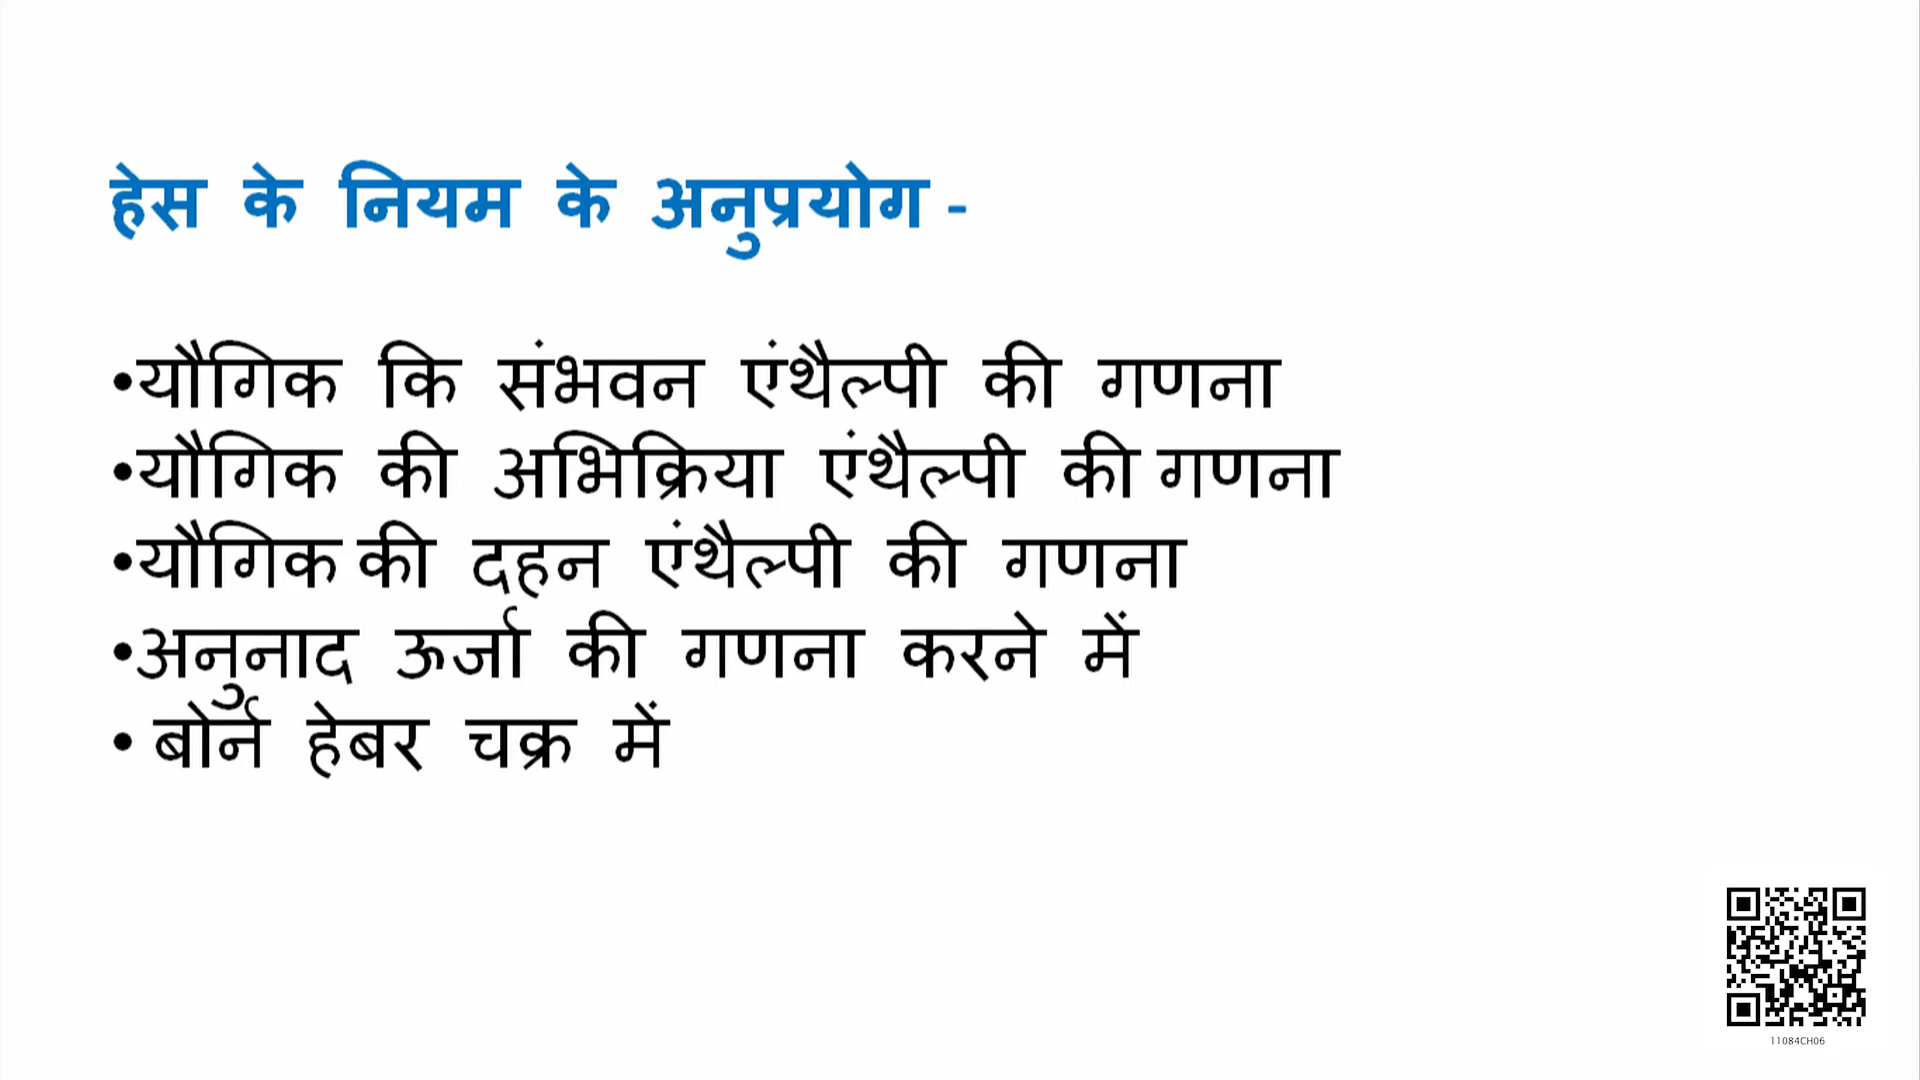 हेस के नियम के अनुप्रयोग -
•यौगिक कि संभवन एंथैल्पी की गणना
•यौगिक की अभिक्रिया एंथैल्पी की गणना
•यौगिक की दहन एंथैल्पी की गणना
•अनुनाद ऊर्जा की गणना करने में
• बोर्न हेबर चक्र में
11084CH06